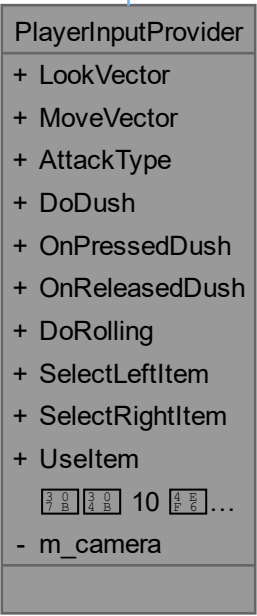 PlayerInputProvider
+ LookVector
+ MoveVector
+ AttackType
+ DoDush
+ OnPressedDush
+ OnReleasedDush
+ DoRolling
+ SelectLeftItem
+ SelectRightItem
+ UseItem
10 ...
- m_camera